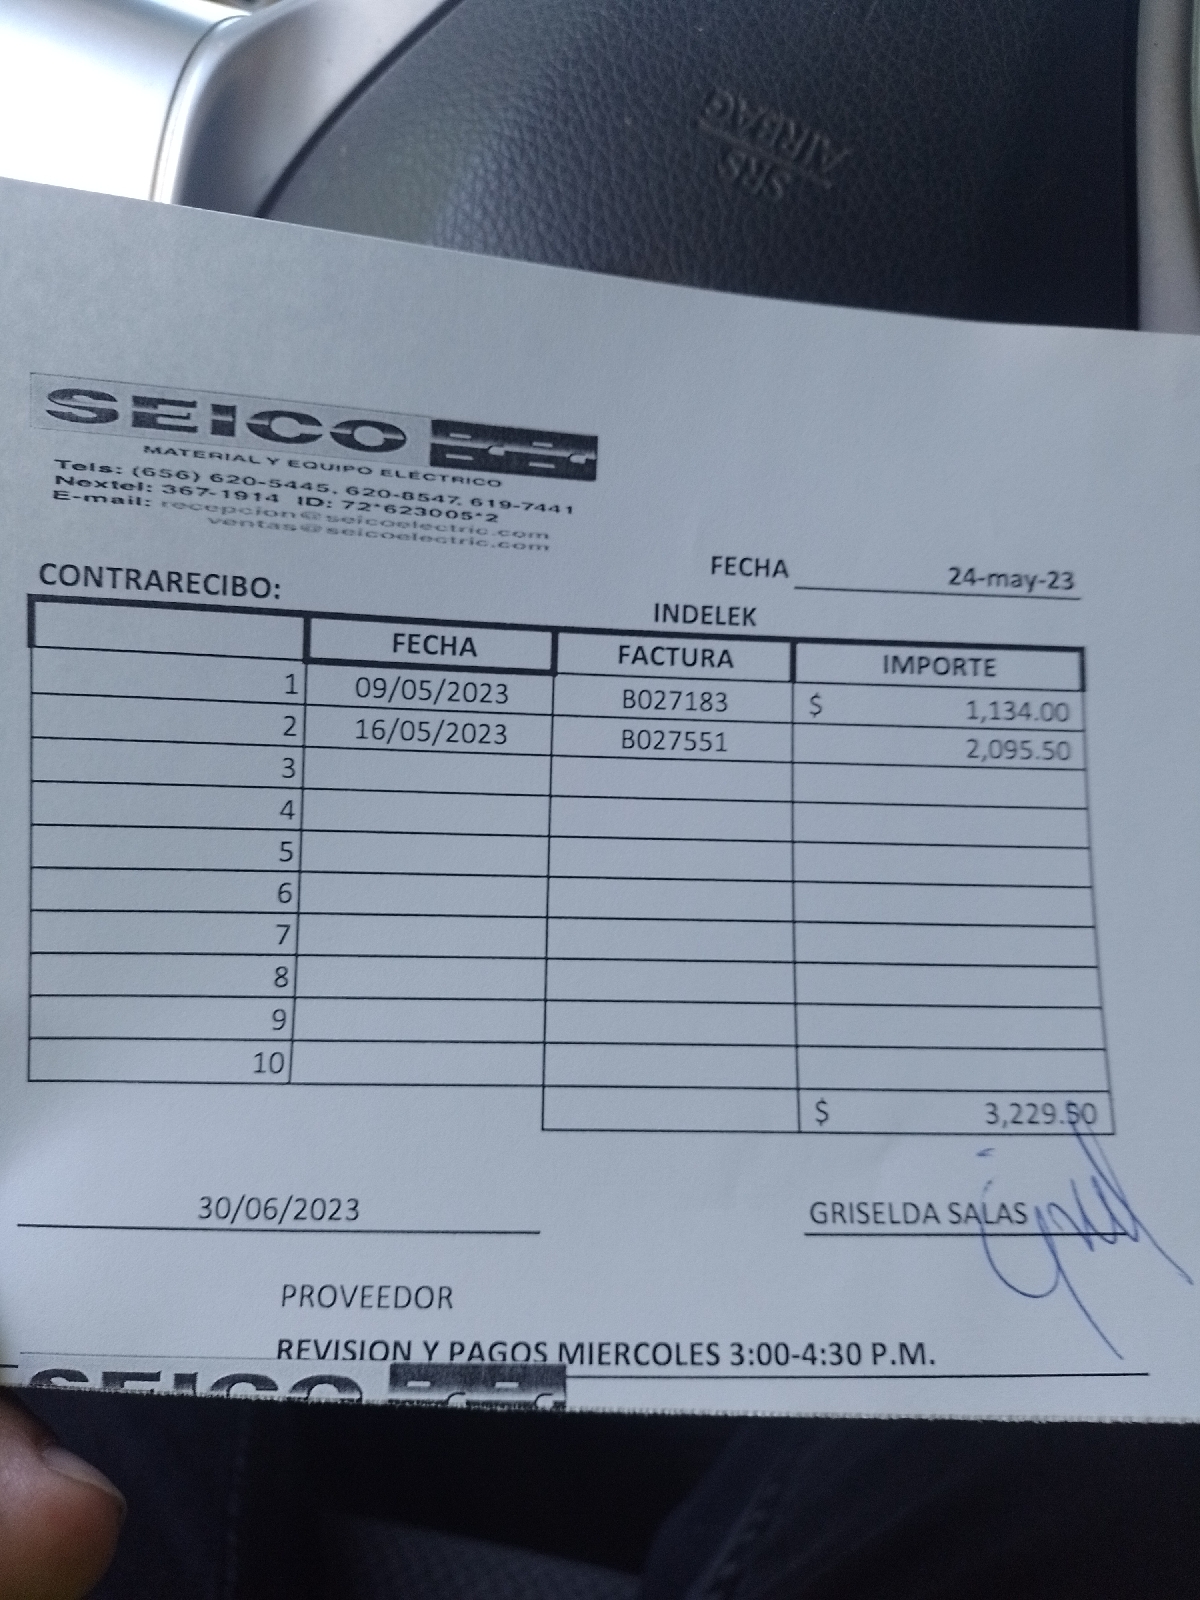 SRS
AIRBAG
SEICO
MATERIAL Y EQUIPO ELÉCTRICO
Tels: (656) 620-5445, 620-8547, 619-7441
Nextel: 367-1914 ID: 72*623005*2
E-mail: recepcion@seicoelectric.com
ventas@seicoelectric.com
FECHA 24-may-23
CONTRARECIBO:
INDELEK
FECHA FACTURA IMPORTE
1 09/05/2023 B027183 $ 1,134.00
2 16/05/2023 B027551 2,095.50
3
4
5
6
7
8
9
10
$ 3,229.50
30/06/2023 GRISELDA SALAS
PROVEEDOR
REVISION Y PAGOS MIERCOLES 3:00-4:30 P.M.
SEICO